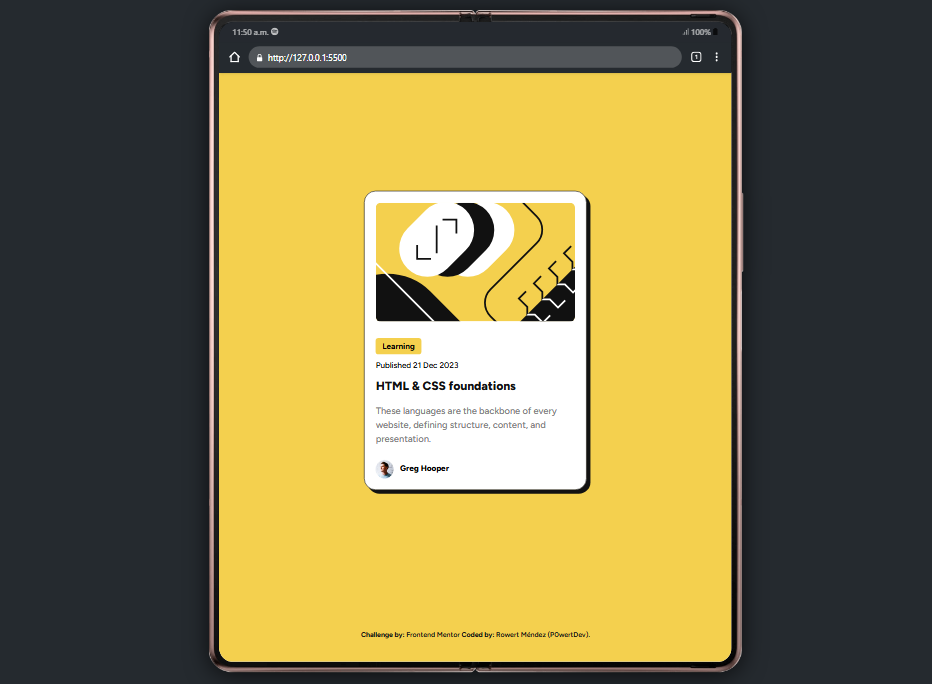 11:50 a.m.
100%
http://127.0.0.1:5500
1
Learning
Published 21 Dec 2023
HTML & CSS foundations
These languages are the backbone of every
website, defining structure, content, and
presentation.
Greg Hooper
Challenge by: Frontend Mentor Coded by: Rowert Méndez (P0wertDev).